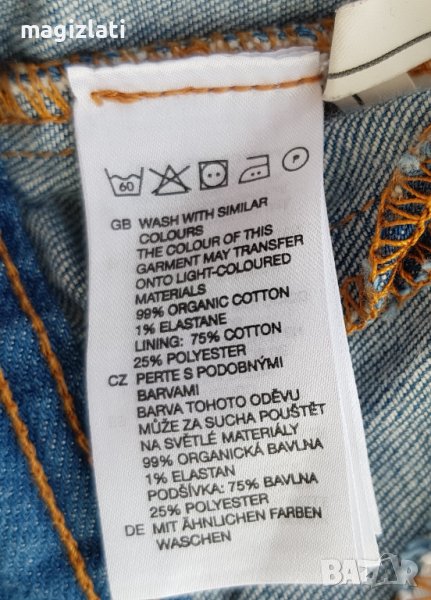 magizlati
60
P
GB WASH WITH SIMILAR
COLOURS
THE COLOUR OF THIS
GARMENT MAY TRANSFER
ONTO LIGHT-COLOURED
MATERIALS
99% ORGANIC COTTON
1% ELASTANE
LINING: 75% COTTON
25% POLYESTER
CZ PERTE S PODOBNÝMI
BARVAMI
BARVA TOHOTO ODĚVU
MŮŽE ZA SUCHA POUŠTĚT
NA SVĚTLÉ MATERIÁLY
99% ORGANICKÁ BAVLNA
1% ELASTAN
PODŠÍVKA: 75% BAVLNA
25% POLYESTER
DE MIT ÄHNLICHEN FARBEN
WASCHEN
BAZAR